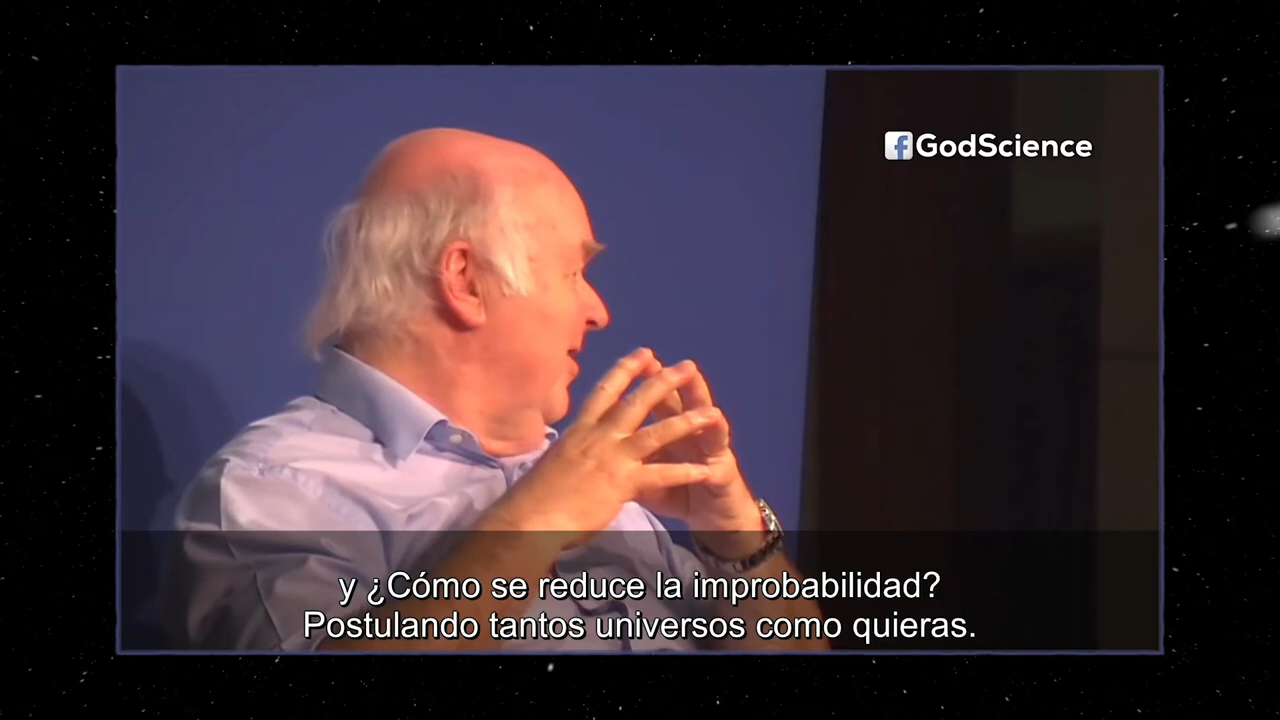 GodScience
y ¿Cómo se reduce la improbabilidad?
Postulando tantos universos como quieras.